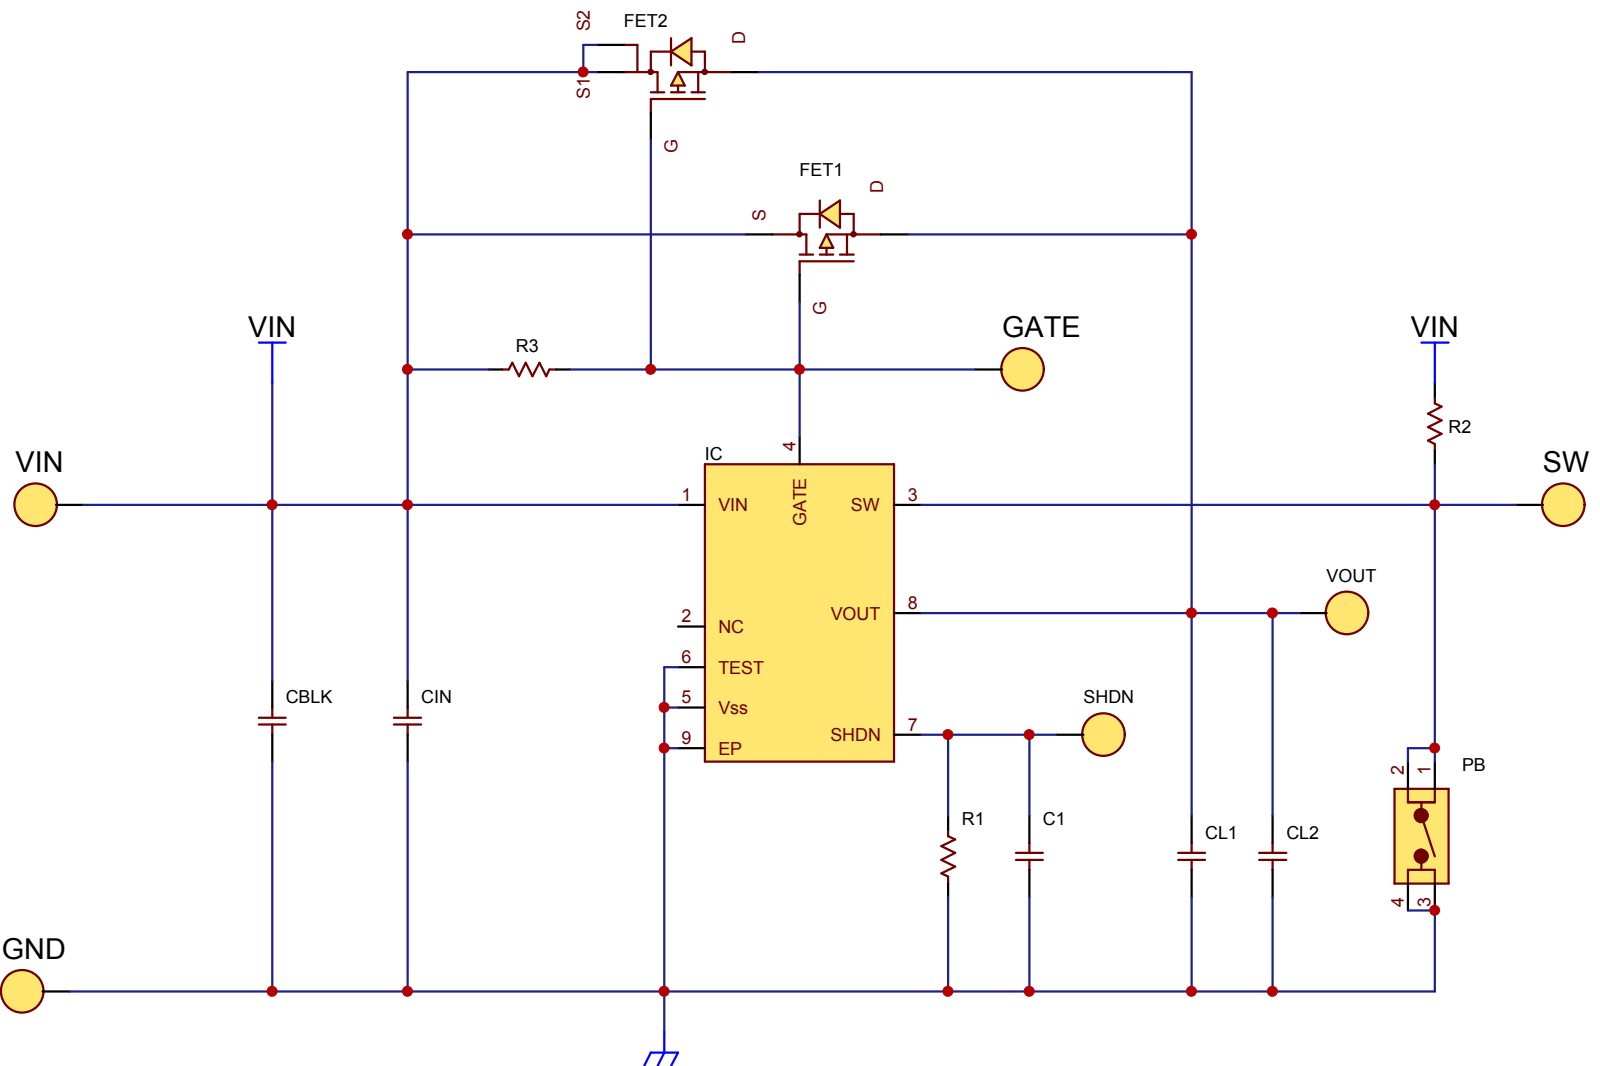 S2
FET2
D
S1
G
FET1
D
S
G
VIN
R3
GATE
VIN
R2
VIN
IC
4
SW
1
VIN
GATE
SW
3
VOUT
2
NC
VOUT
8
6
TEST
5
Vss
9
EP
SHDN
7
SHDN
CBLK
CIN
2
1
PB
R1
C1
CL1
CL2
4
3
GND